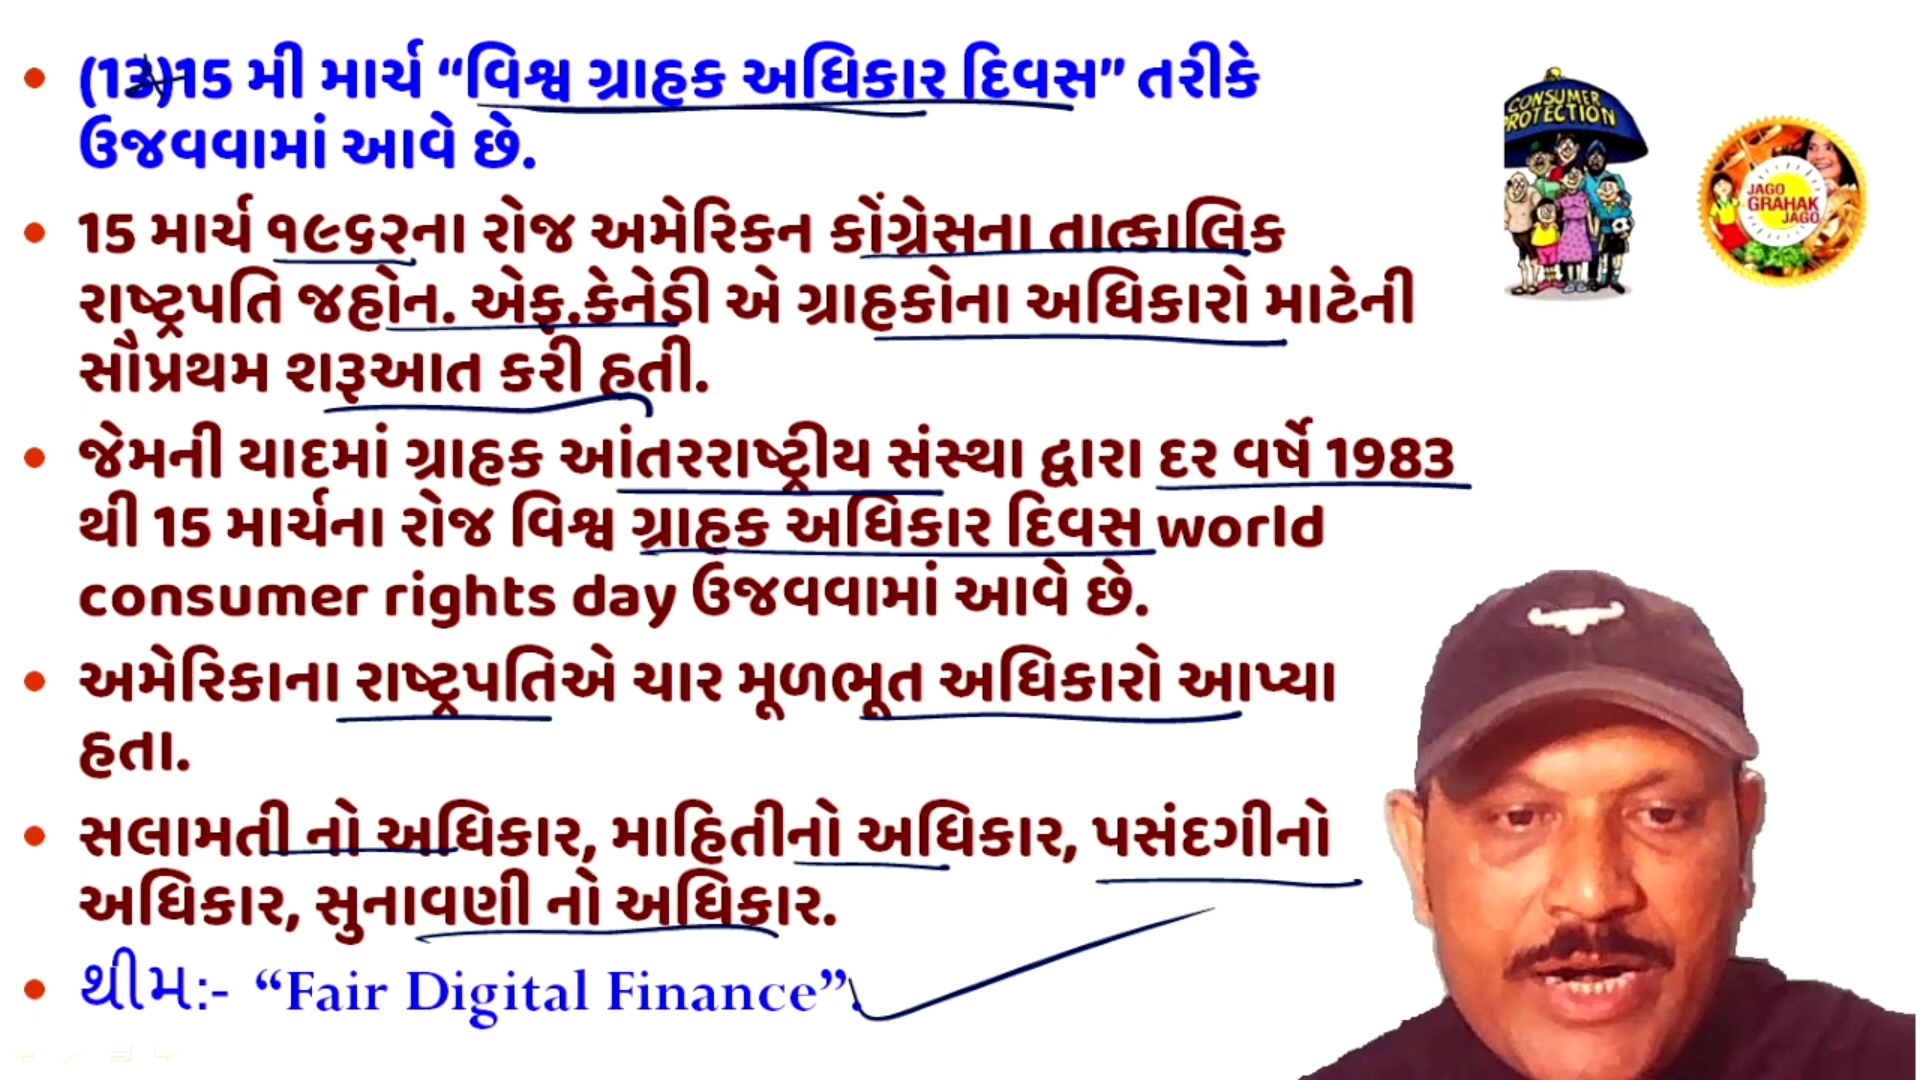 (13)15 મી માર્ચ “વિશ્વ ગ્રાહક અધિકાર દિવસ” તરીકે
ઉજવવામાં આવે છે.
15 માર્ચ ૧૯૬૨ના રોજ અમેરિકન કોંગ્રેસના તાત્કાલિક
રાષ્ટ્રપતિ જહોન. એફ.કેનેડી એ ગ્રાહકોના અધિકારો માટેની
સૌપ્રથમ શરૂઆત કરી હતી.
જેમની યાદમાં ગ્રાહક આંતરરાષ્ટ્રીય સંસ્થા દ્વારા દર વર્ષે 1983
થી 15 માર્ચના રોજ વિશ્વ ગ્રાહક અધિકાર દિવસ world
consumer rights day ઉજવવામાં આવે છે.
અમેરિકાના રાષ્ટ્રપતિએ ચાર મૂળભૂત અધિકારો આપ્યા
હતા.
સલામતી નો અધિકાર, માહિતીનો અધિકાર, પસંદગીનો
અધિકાર, સુનાવણી નો અધિકાર.
થીમ:- “Fair Digital Finance”.
CONSUMER
PROTECTION
JAGO
GRAHAK
JAGO